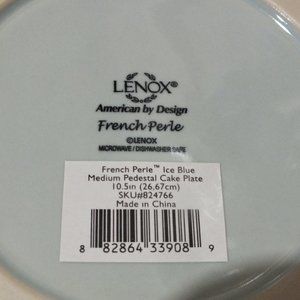 LENOX®
American by Design
French Perle
©LENOX
MICROWAVE / DISHWASHER SAFE
French Perle™ Ice Blue
Medium Pedestal Cake Plate
10.5in (26.67cm)
SKU#824766
Made in China
8 82864 33908 9